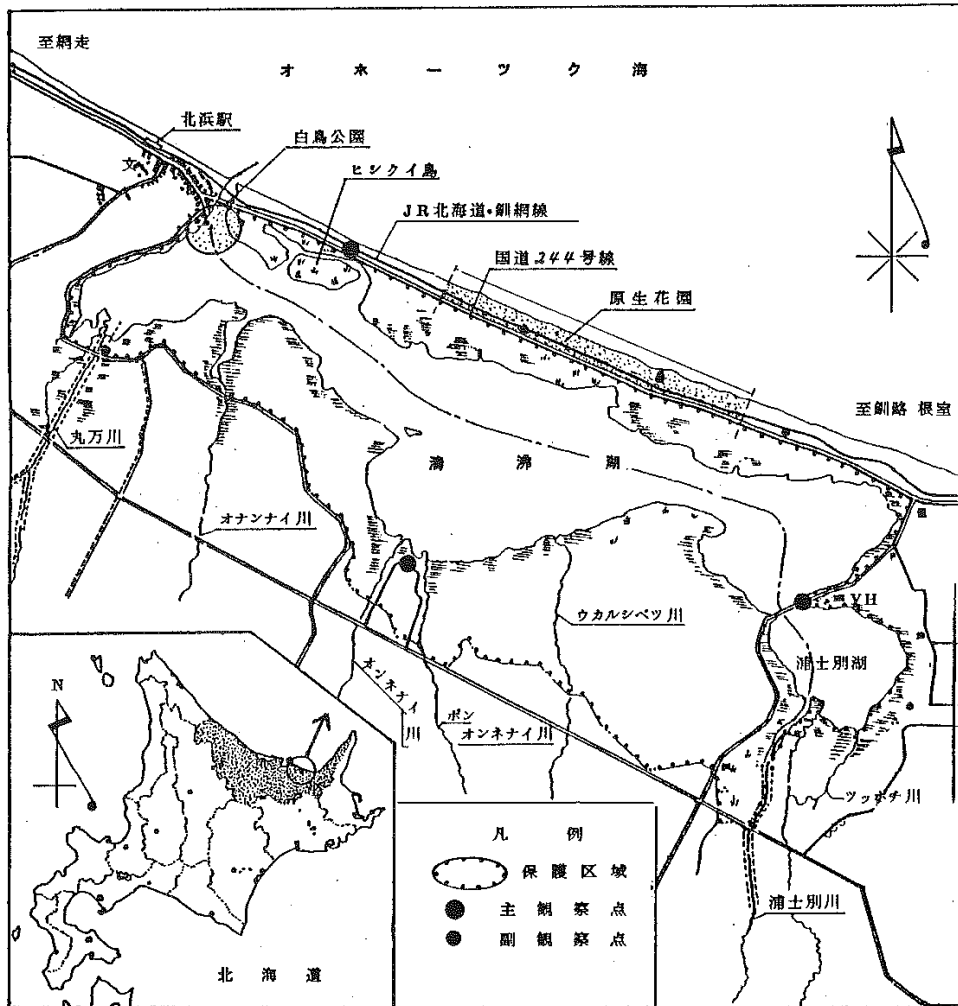 至網走
オホーツク海
北浜駅
白鳥公園
文
ヒシクイ島
JR北海道・釧網線
国道244号線
原生花園
至釧路 根室
丸万川
濤沸湖
オナンナイ川
ウカルシベツ川
YH
浦士別湖
オンネナイ川
ポン
オンネナイ川
ツッポチ川
浦士別川
N
北海道
凡例
保護区域
主観察点
副観察点